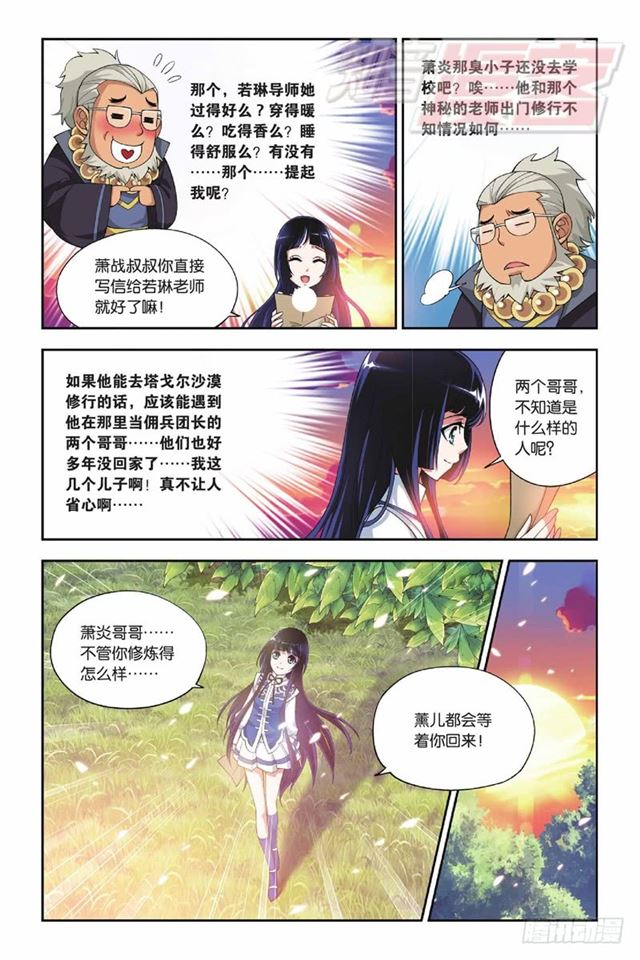 那个，若琳导师她
过得好么？穿得暖
么？吃得香么？睡
得舒服么？有没有
……那个……提起
我呢？
萧战叔叔你直接
写信给若琳老师
就好了嘛！
萧炎那臭小子还没去学
校吧？唉……他和那个
神秘的老师出门修行不
知情况如何……
如果他能去塔戈尔沙漠
修行的话，应该能遇到
他在那里当佣兵团长的
两个哥哥……他们也好
多年没回家了……我这
几个儿子啊！真不让人
省心啊……
两个哥哥，
不知道是
什么样的
人呢？
萧炎哥哥……
不管你修炼得
怎么样……
薰儿都会等
着你回来！
腾讯动漫